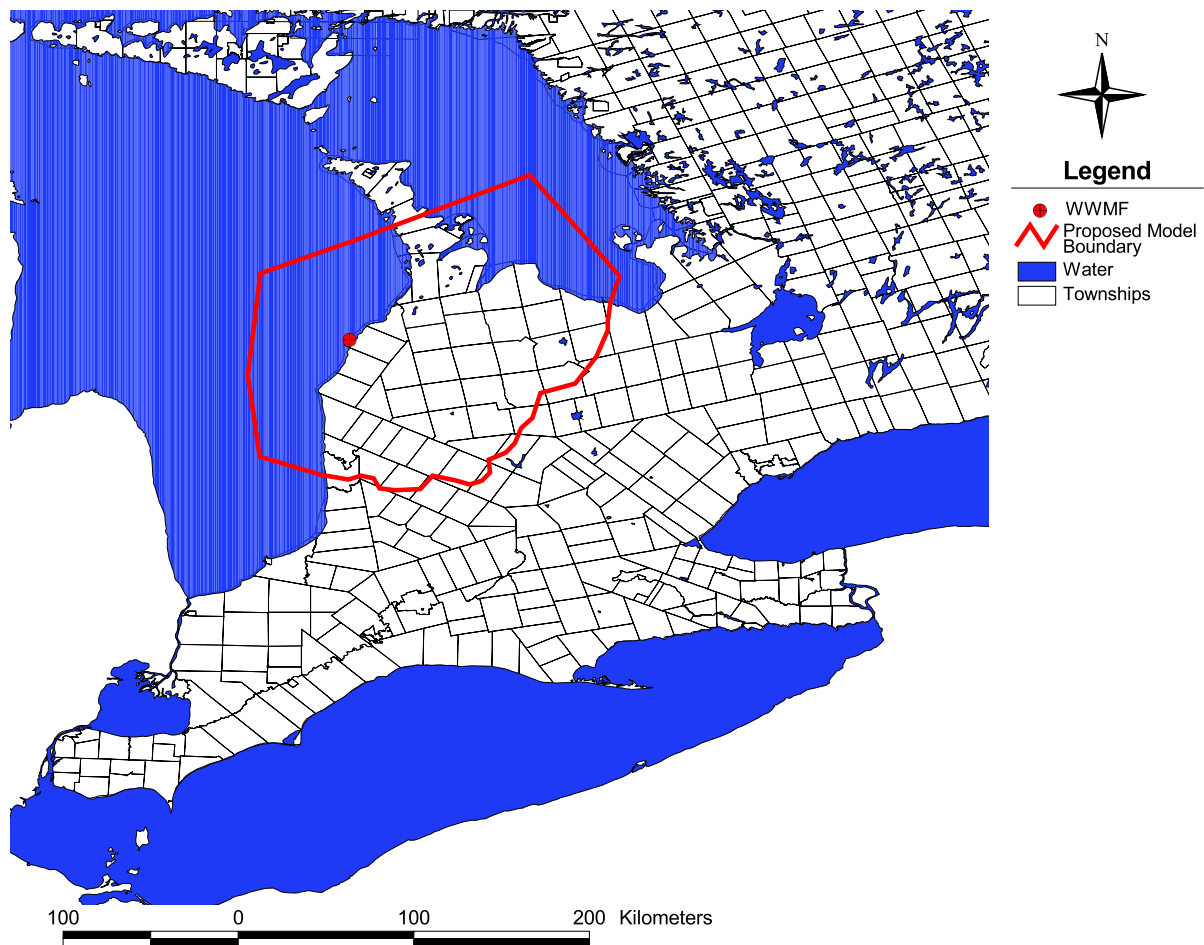 N
Legend
WWMF
Proposed Model
Boundary
Water
Townships
100 0 100 200 Kilometers